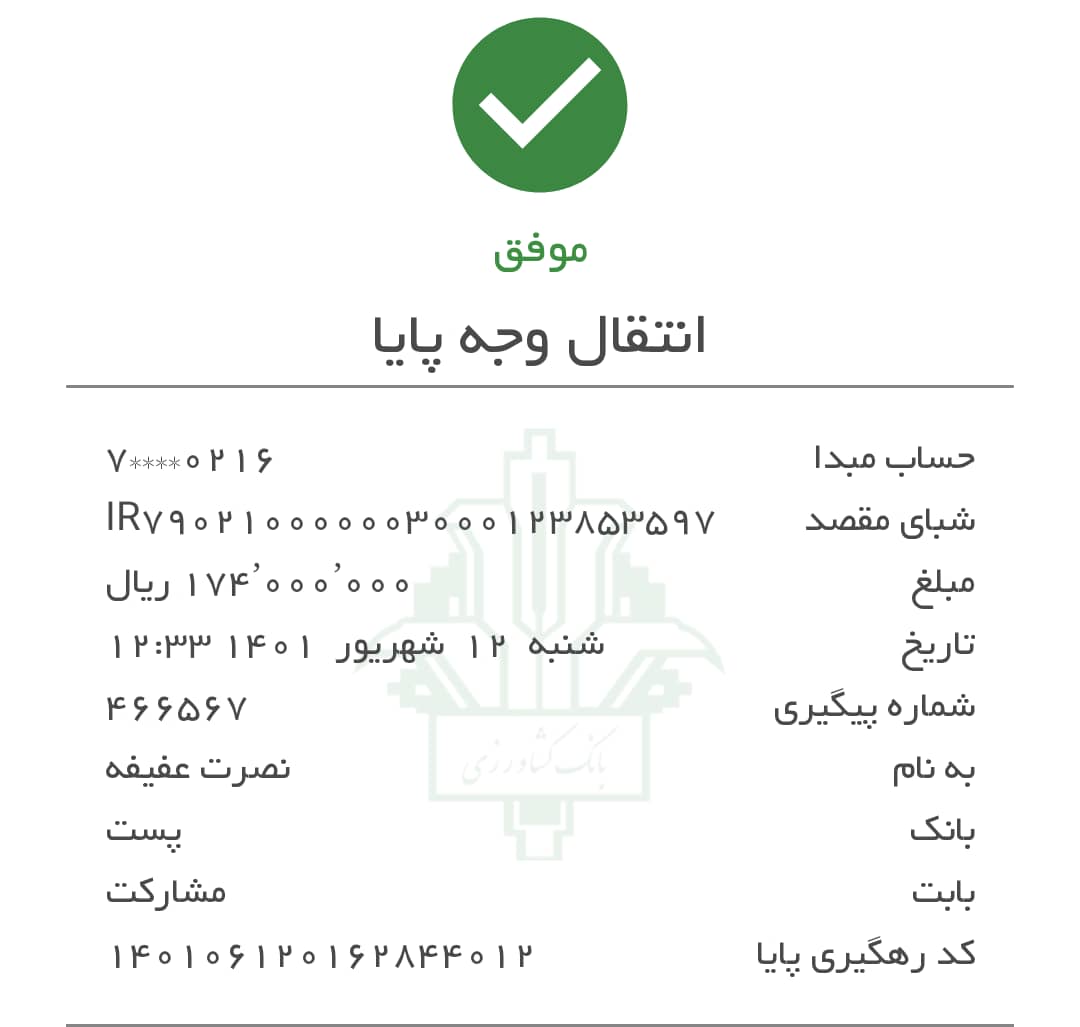 موفق
انتقال وجه پایا
حساب مبدا ۷****۰۲۱۶
شبای مقصد IR۷۹۰۲۱۰۰۰۰۰۰۳۰۰۰۱۲۳۸۵۳۵۹۷
مبلغ ۱۷۴٬۰۰۰٬۰۰۰ ریال
تاریخ شنبه ۱۲ شهریور ۱۴۰۱ ۱۲:۳۳
شماره پیگیری ۴۶۶۵۶۷
به نام نصرت عفیفه
بانک پست
بابت مشارکت
کد رهگیری پایا ۱۴۰۱۰۶۱۲۰۱۶۲۸۴۴۰۱۲
بانک کشاورزی